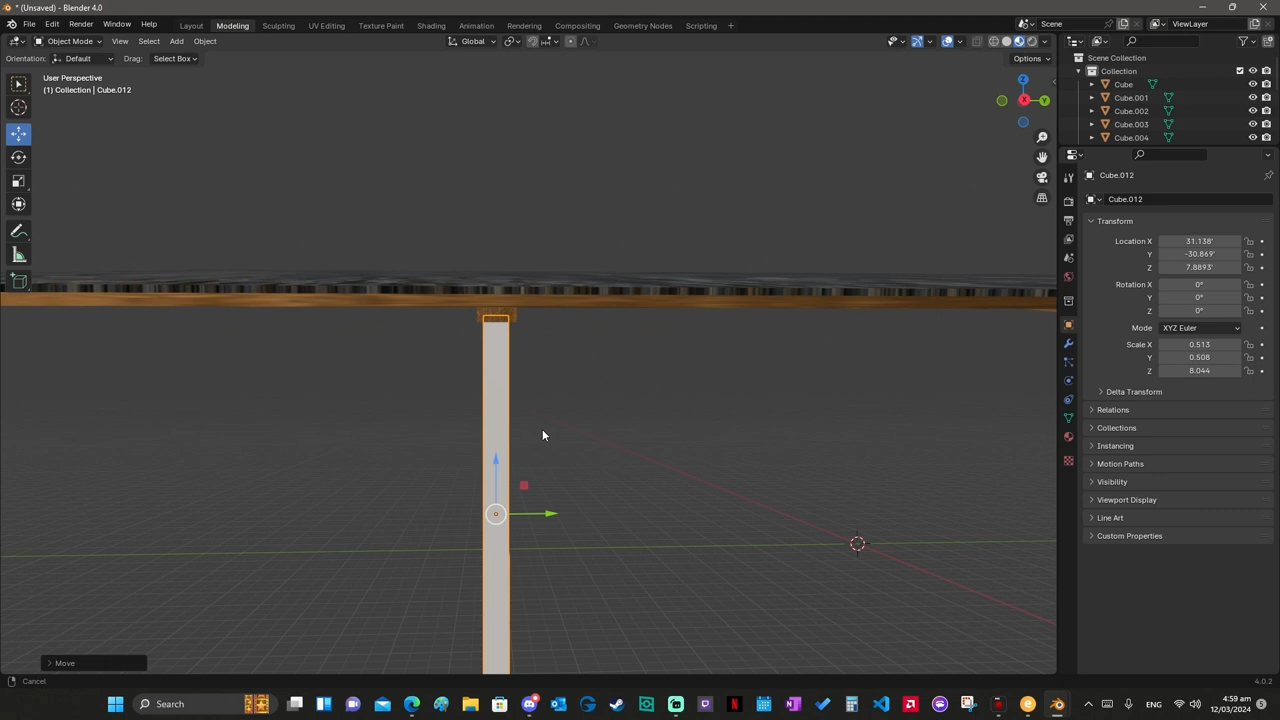 * (Unsaved) - Blender 4.0
File Edit Render Window Help Layout Modeling Sculpting UV Editing Texture Paint Shading Animation Rendering Compositing Geometry Nodes Scripting + Scene ViewLayer
Object Mode View Select Add Object Global
Orientation: Default Drag: Select Box Options
User Perspective
(1) Collection | Cube.012
Z
X
Y
Scene Collection
Collection
Cube
Cube.001
Cube.002
Cube.003
Cube.004
Cube.012
Cube.012
Transform
Location X 31.138'
Y -30.869'
Z 7.8893'
Rotation X 0°
Y 0°
Z 0°
Mode XYZ Euler
Scale X 0.513
Y 0.508
Z 8.044
Delta Transform
Relations
Collections
Instancing
Motion Paths
Visibility
Viewport Display
Line Art
Custom Properties
Move
Cancel 4.0.2
Search ENG 4:59 am
12/03/2024